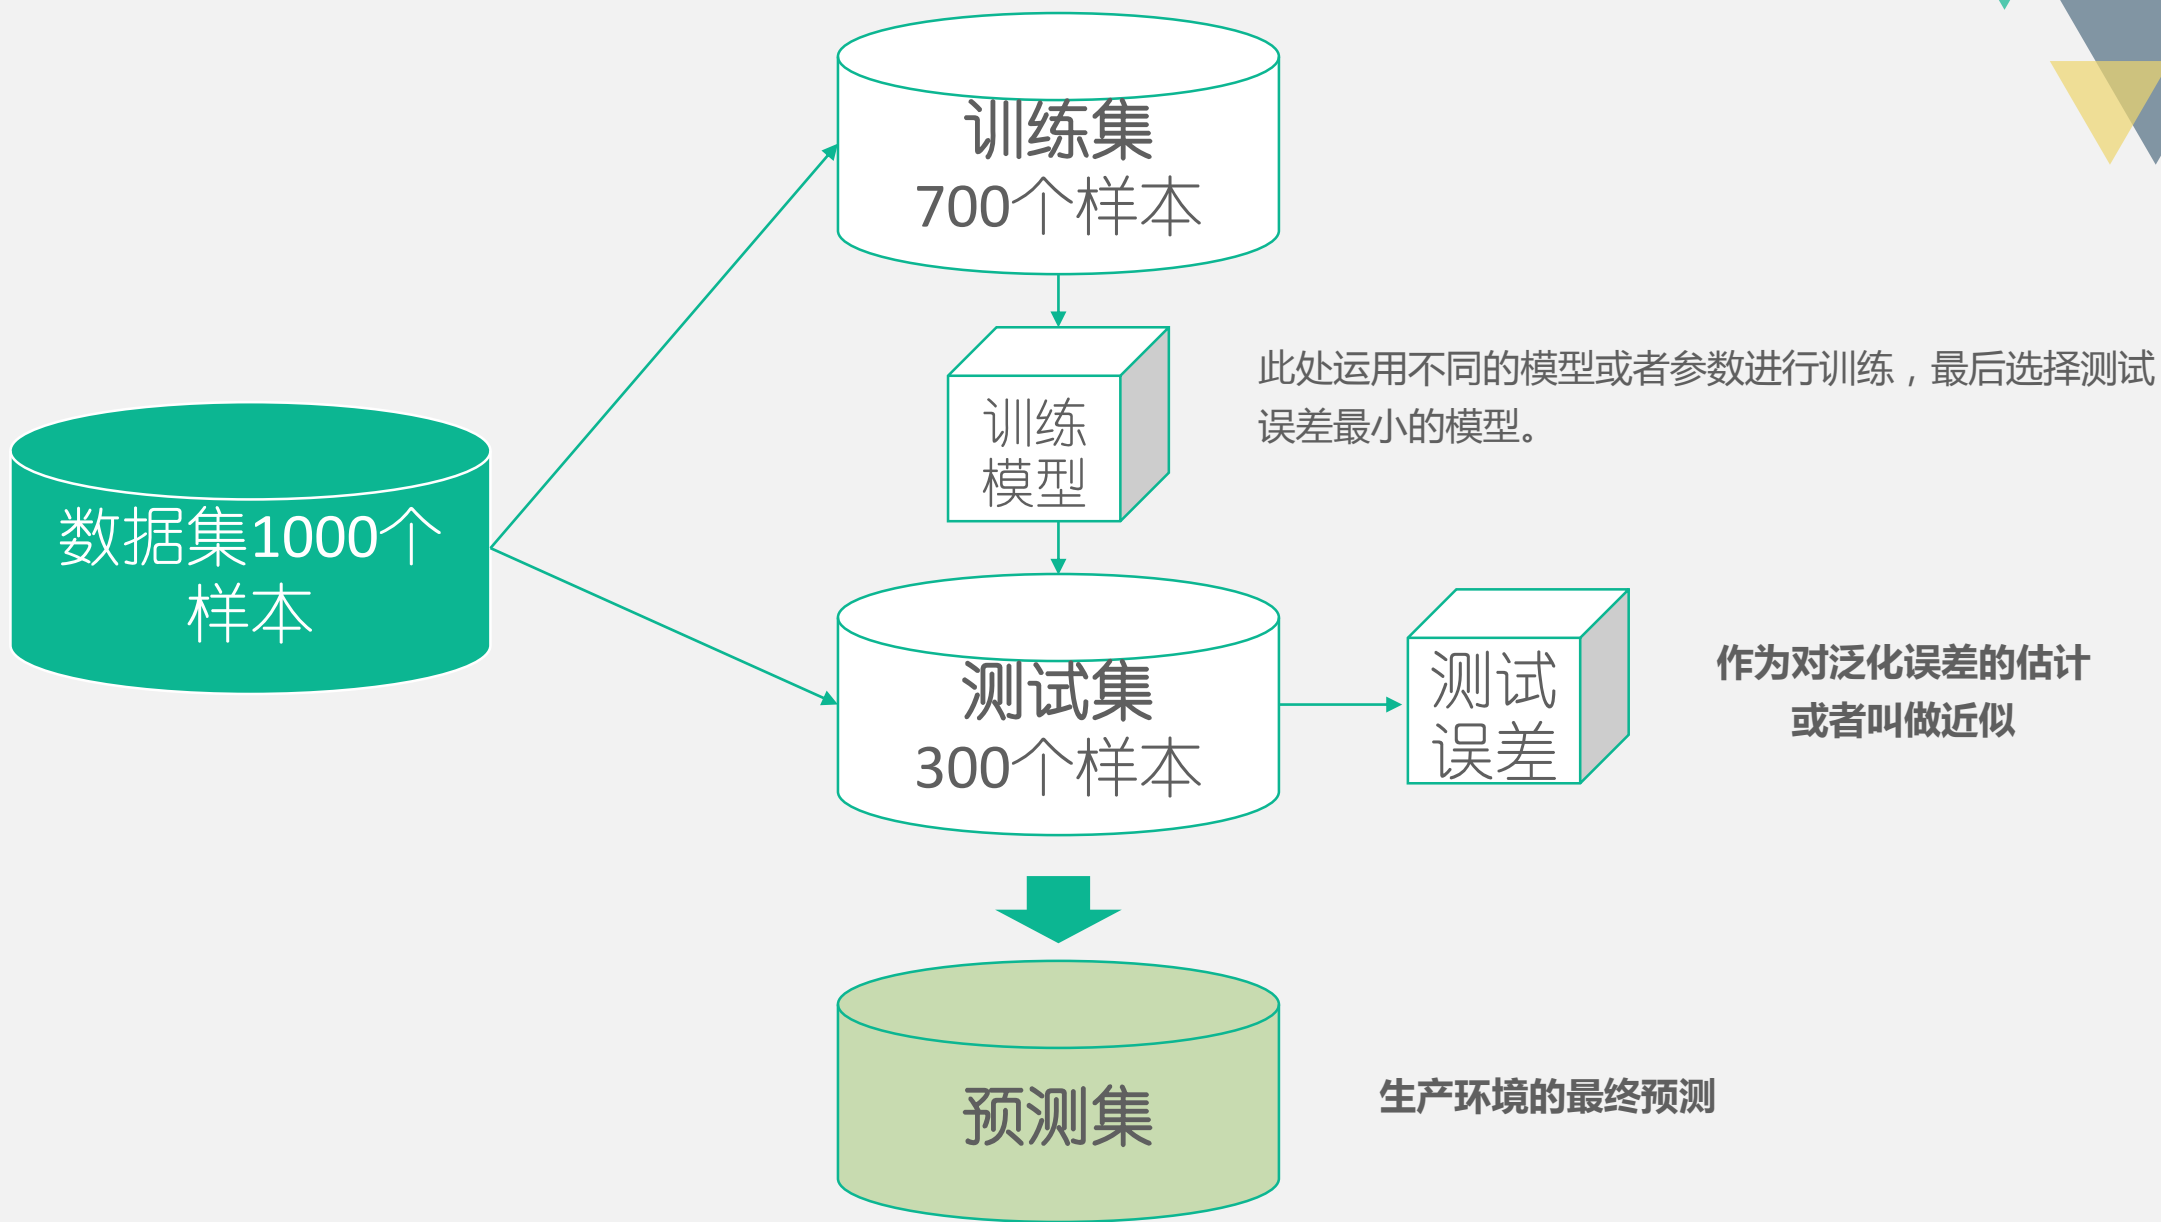 训练集
700个样本
训练
模型
此处运用不同的模型或者参数进行训练，最后选择测试
误差最小的模型。
数据集1000个
样本
测试集
300个样本
测试
误差
作为对泛化误差的估计
或者叫做近似
预测集
生产环境的最终预测